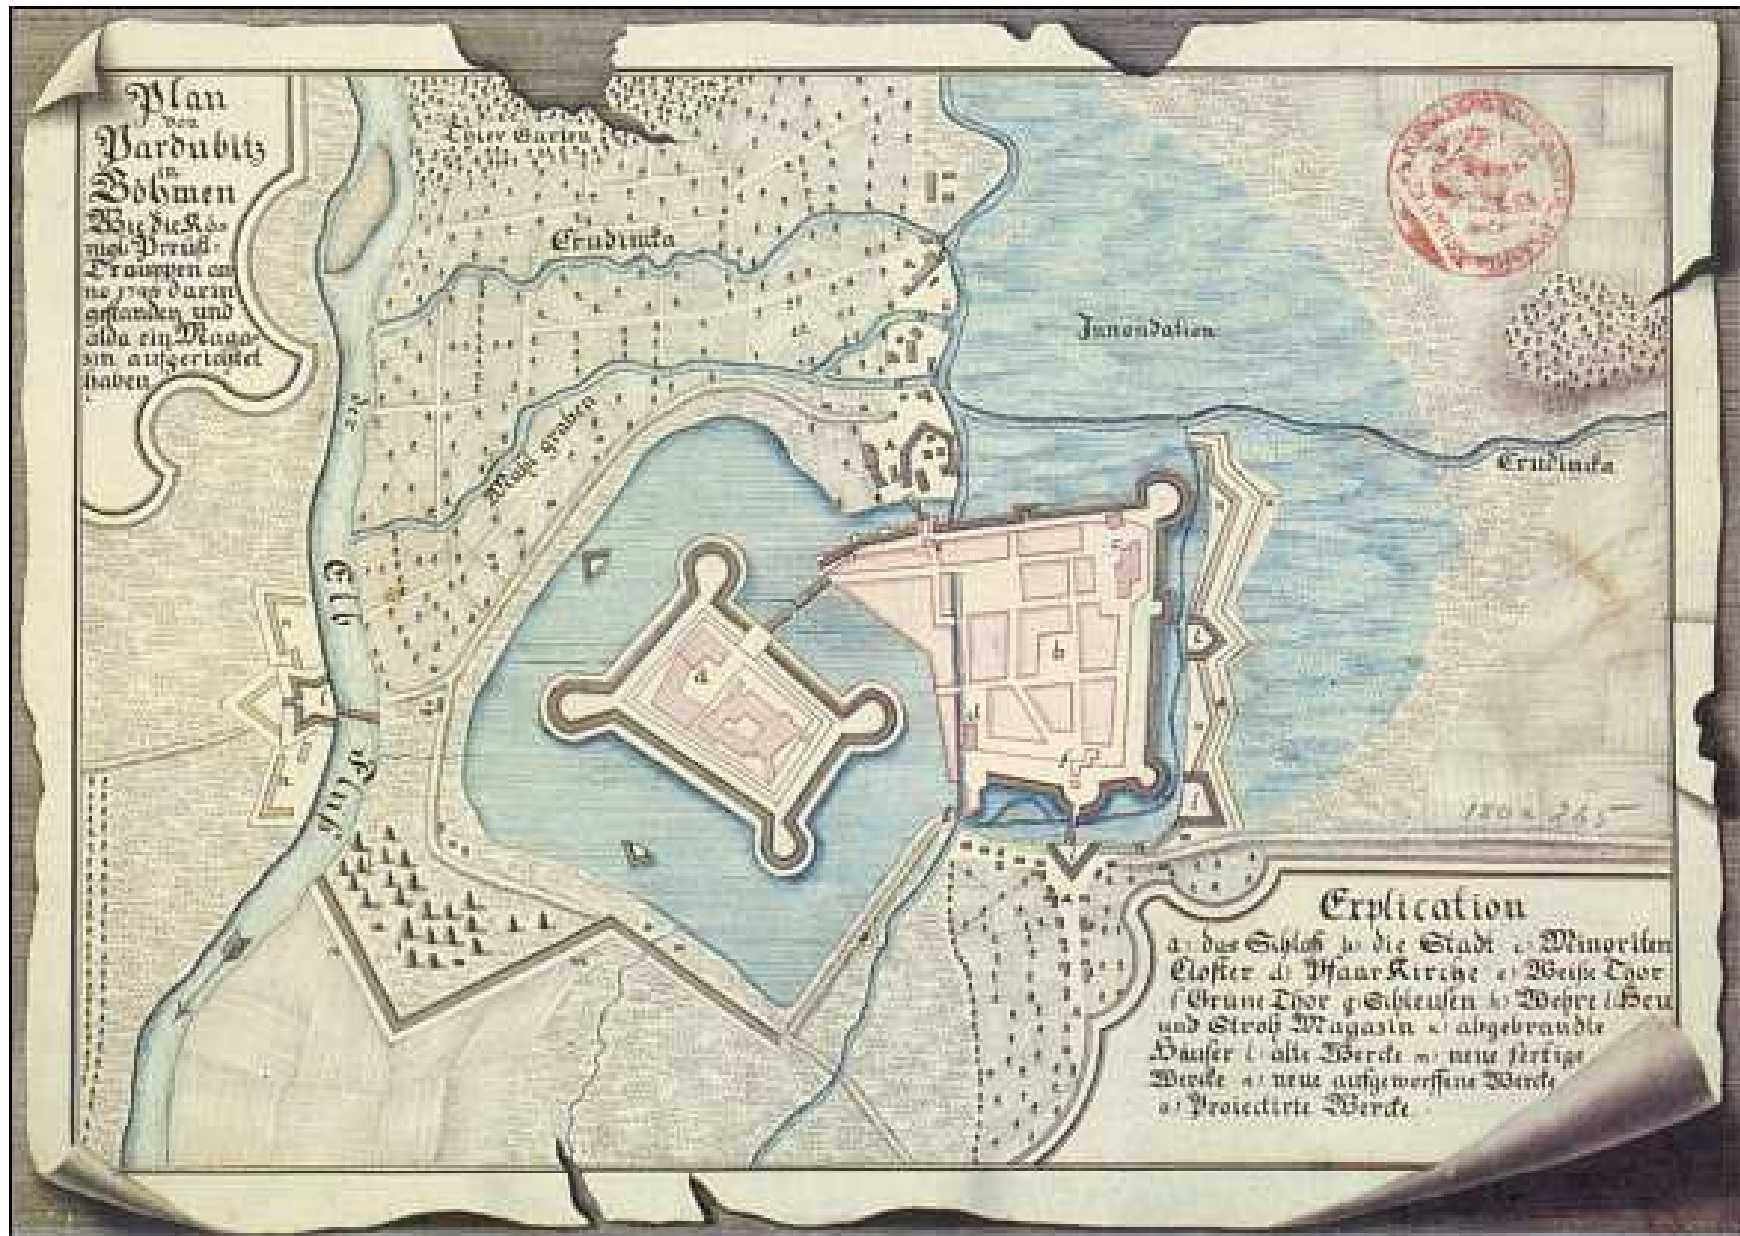 Plan
von
Pardubitz
in
Böhmen
Wie die Kö-
nigl. Preuß.
Trouppen an
no darin
gestanden und
alda ein Maga-
zin aufgerichtet
haben
Thier Garten
Crudimka
Innondation
der
Mühl graben
Crudimka
Elb
Fluß
d
b
180 a 265
Explication
a) das Schloß b) die Stadt c) Minoriten
Closter d) Pfaar Kirche e) Weiße Thor
f Grüne Thor g Schleusen h) Wehre i Heu
und Stroh Magazin k) abgebrandte
Häuser l) alte Wercke m) neue fertige
Wercke n) neue aufgeworffene Wercke
o) Projectirte Wercke